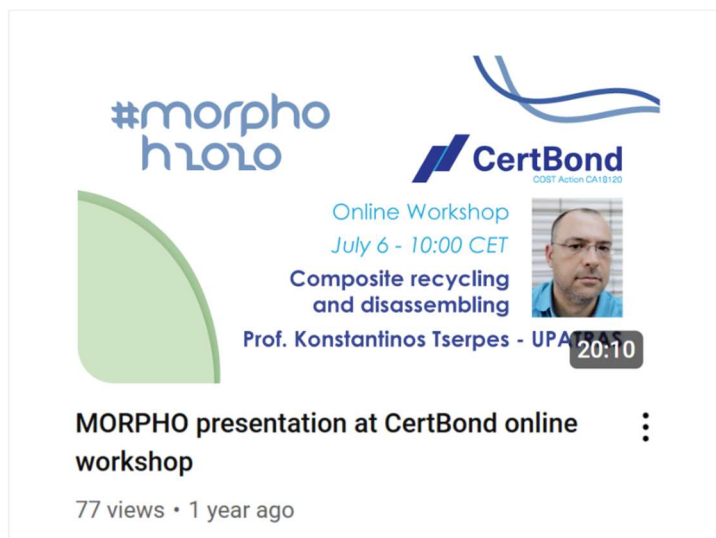 #morpho
h2020
CertBond
COST Action CA18120
Online Workshop
July 6 - 10:00 CET
Composite recycling
and disassembling
Prof. Konstantinos Tserpes - UPATRAS
20:10
MORPHO presentation at CertBond online
workshop
77 views • 1 year ago